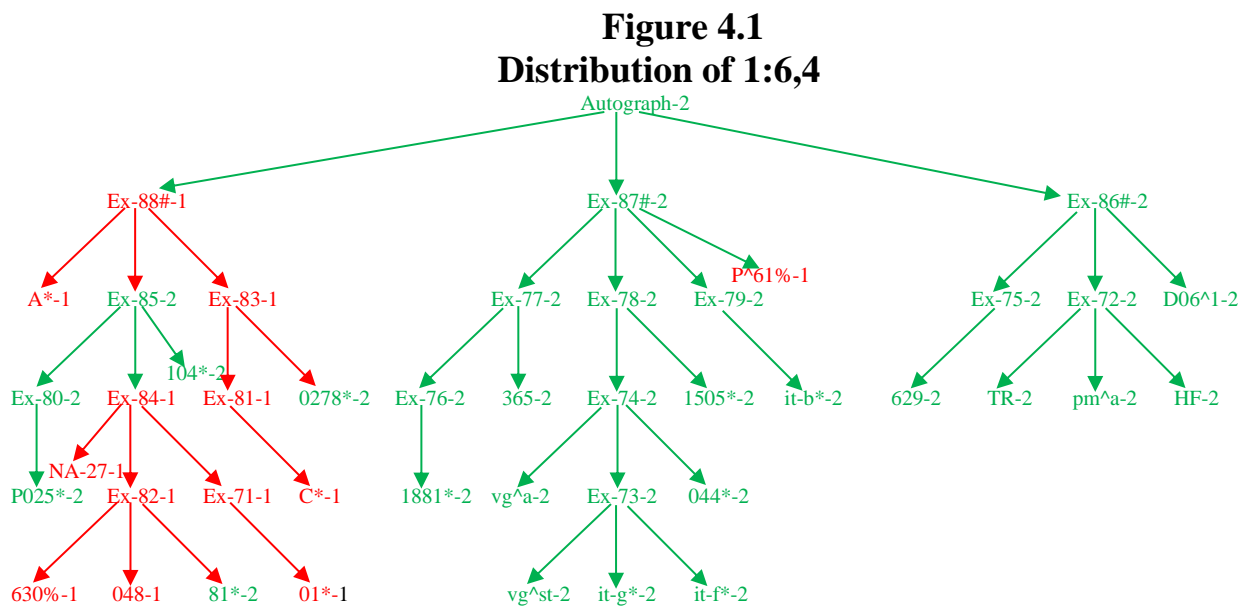 Figure 4.1
Distribution of 1:6,4
Autograph-2
Ex-88#-1 Ex-87#-2 Ex-86#-2
P^61%-1
A*-1 Ex-85-2 Ex-83-1 Ex-77-2 Ex-78-2 Ex-79-2 Ex-75-2 Ex-72-2 D06^1-2
104*-2
Ex-80-2 Ex-84-1 Ex-81-1 0278*-2 Ex-76-2 365-2 Ex-74-2 1505*-2 it-b*-2 629-2 TR-2 pm^a-2 HF-2
NA-27-1
P025*-2 Ex-82-1 Ex-71-1 C*-1 1881*-2 vg^a-2 Ex-73-2 044*-2
630%-1 048-1 81*-2 01*-1 vg^st-2 it-g*-2 it-f*-2